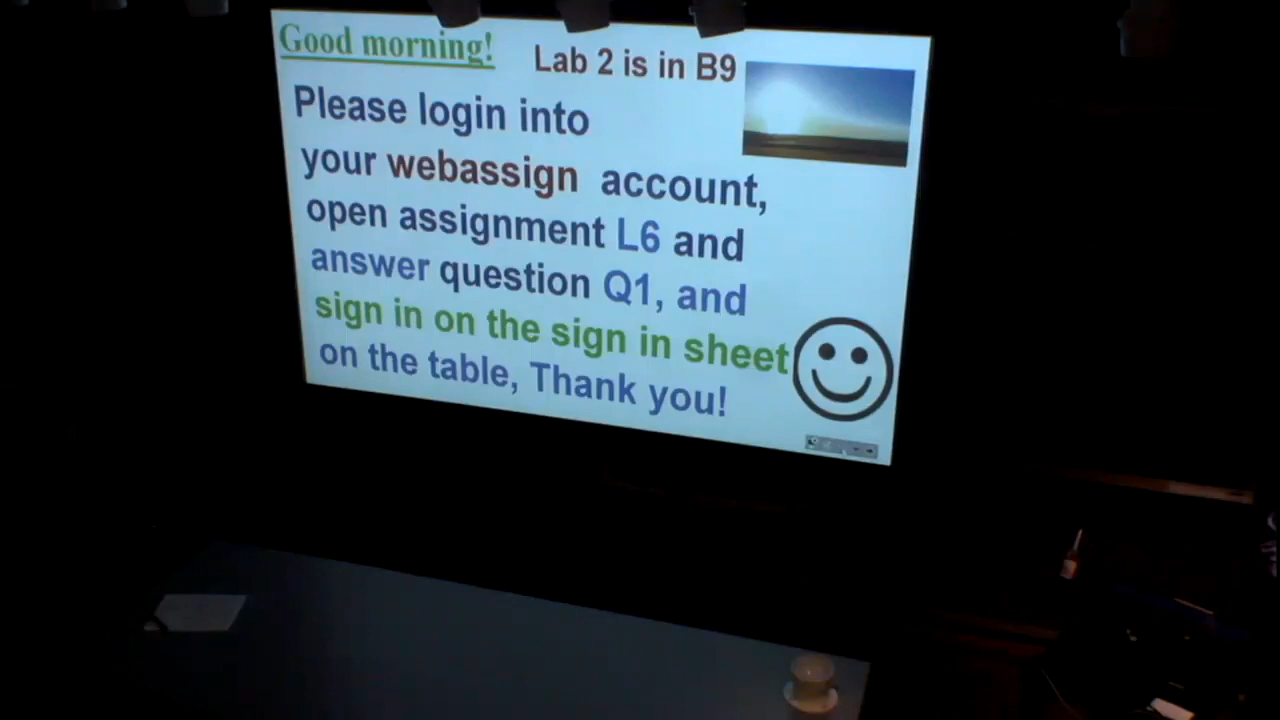 Good morning!
Lab 2 is in B9
Please login into
your webassign account,
open assignment L6 and
answer question Q1, and
sign in on the sign in sheet
on the table, Thank you!